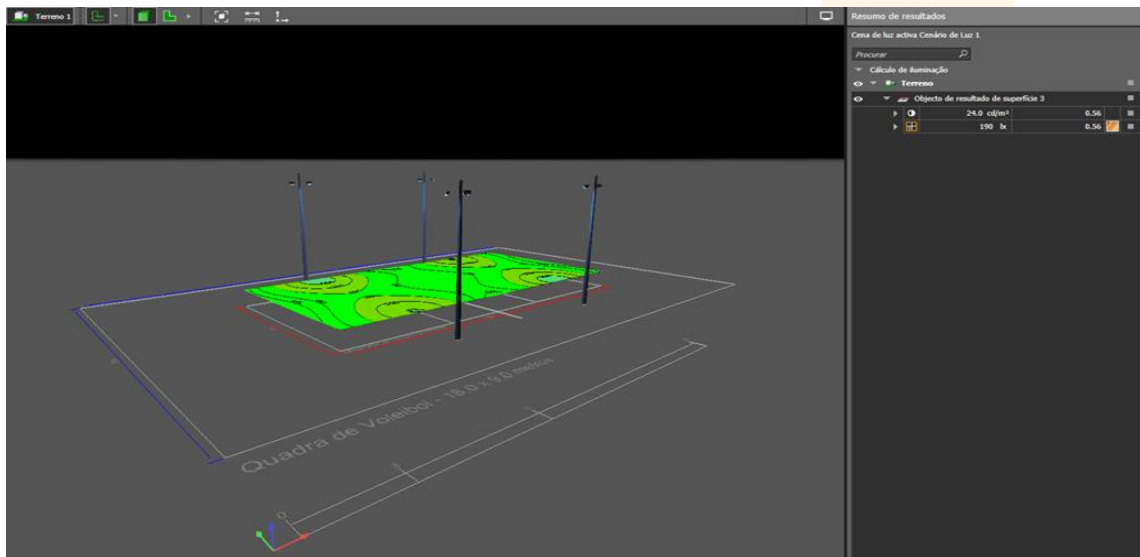 Terreno 1
Resumo de resultados
Cena de luz activa Cenário de Luz 1
Procurar
Cálculo de iluminação
Terreno
Objecto de resultado de superfície 3
24.0 cd/m² 0.56
190 lx 0.56
Quadra de Voleibol - 18,0 x 9,0 metros
0